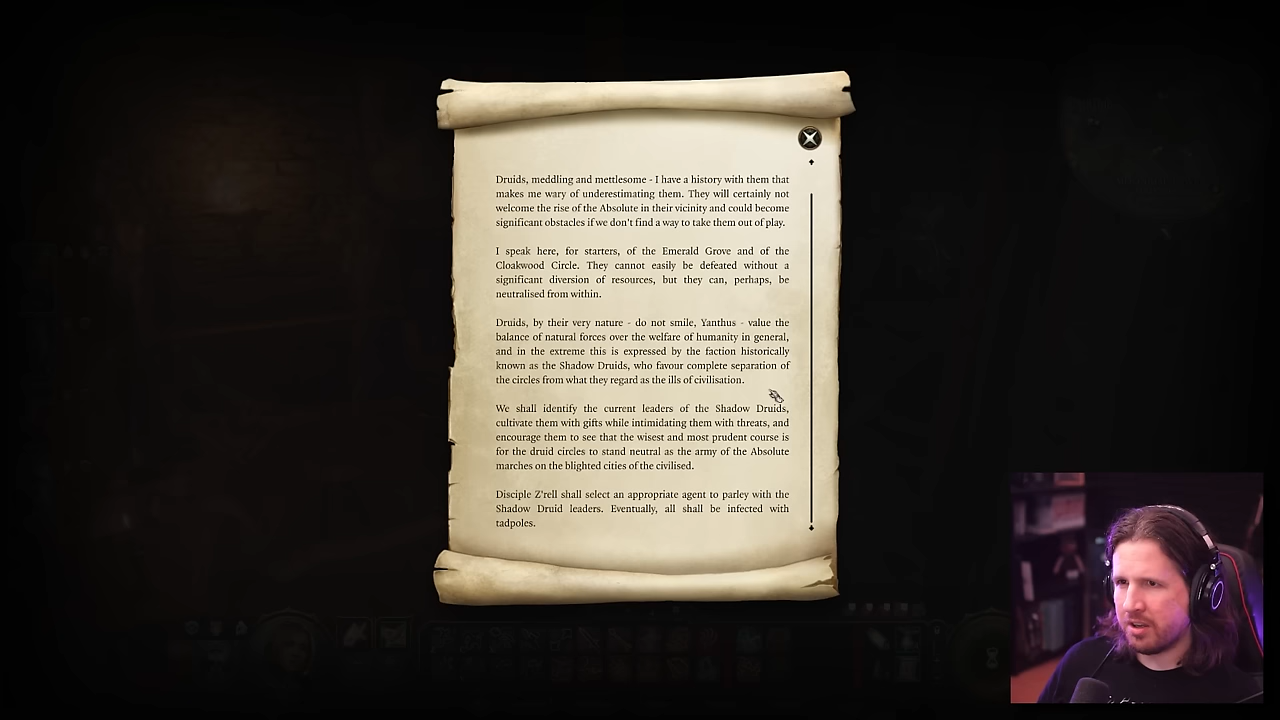 Druids, meddling and mettlesome - I have a history with them that
makes me wary of underestimating them. They will certainly not
welcome the rise of the Absolute in their vicinity and could become
significant obstacles if we don't find a way to take them out of play.
I speak here, for starters, of the Emerald Grove and of the
Cloakwood Circle. They cannot easily be defeated without a
significant diversion of resources, but they can, perhaps, be
neutralised from within.
Druids, by their very nature - do not smile, Yanthus - value the
balance of natural forces over the welfare of humanity in general,
and in the extreme this is expressed by the faction historically
known as the Shadow Druids, who favour complete separation of
the circles from what they regard as the ills of civilisation.
We shall identify the current leaders of the Shadow Druids,
cultivate them with gifts while intimidating them with threats, and
encourage them to see that the wisest and most prudent course is
for the druid circles to stand neutral as the army of the Absolute
marches on the blighted cities of the civilised.
Disciple Z'rell shall select an appropriate agent to parley with the
Shadow Druid leaders. Eventually, all shall be infected with
tadpoles.